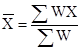 X̅ = ∑WX / ∑W